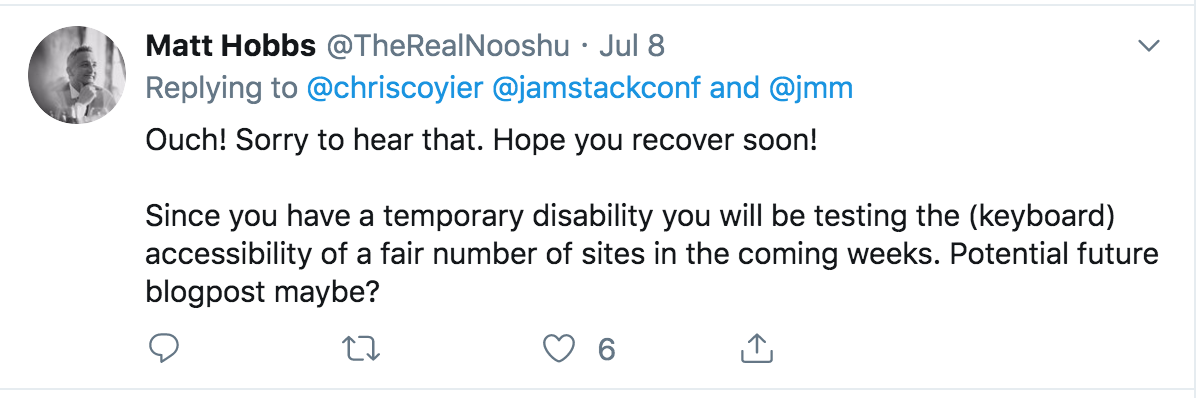 Matt Hobbs @TheRealNooshu · Jul 8
Replying to @chriscoyier @jamstackconf and @jmm
Ouch! Sorry to hear that. Hope you recover soon!
Since you have a temporary disability you will be testing the (keyboard)
accessibility of a fair number of sites in the coming weeks. Potential future
blogpost maybe?
6